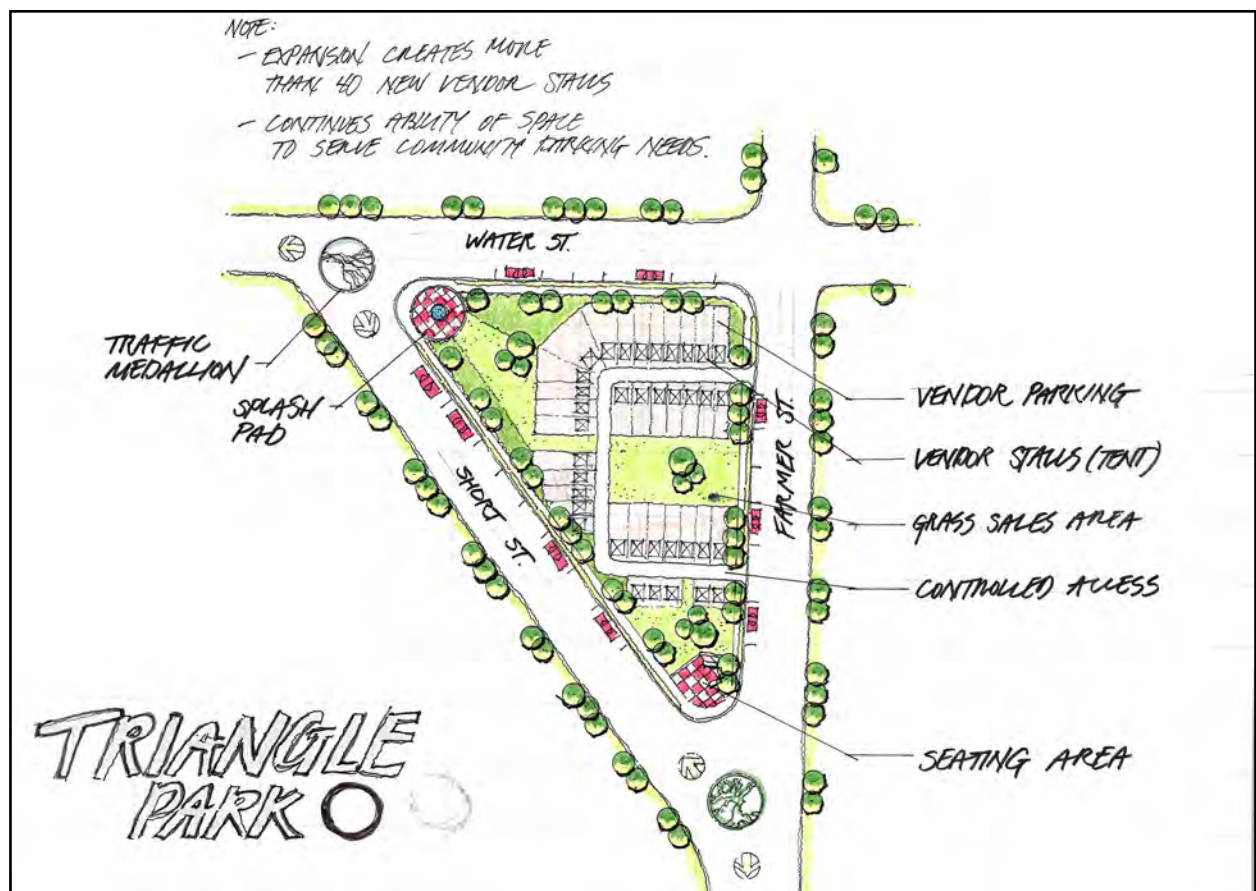 NOTE:
- EXPANSION CREATES MORE
THAN 40 NEW VENDOR STALLS
- CONTINUES ABILITY OF SPACE
TO SERVE COMMUNITY PARKING NEEDS.
WATER ST.
TRAFFIC
MEDALLION
SPLASH
PAD
SHORT ST.
FARMER ST.
VENDOR PARKING
VENDOR STALLS (TENT)
GRASS SALES AREA
CONTROLLED ACCESS
SEATING AREA
TRIANGLE
PARK